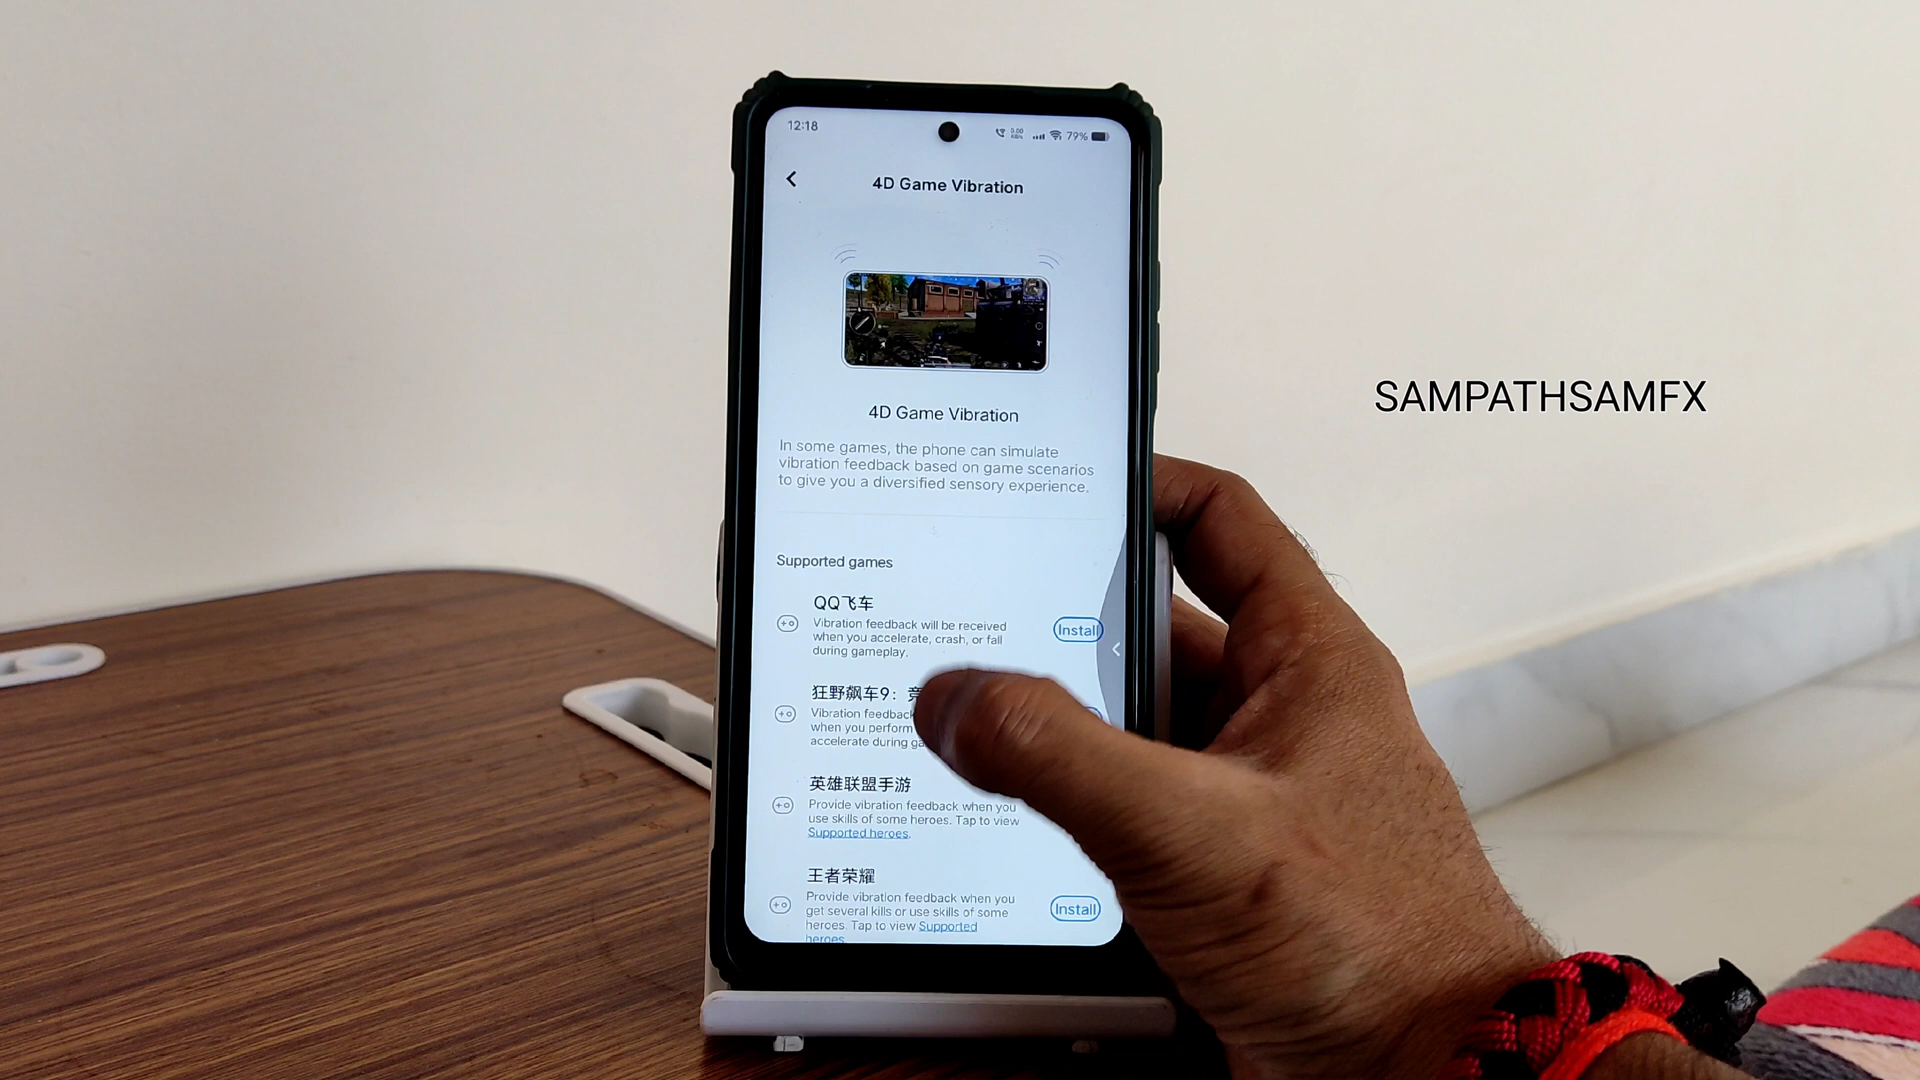 12:18
79%
4D Game Vibration
4D Game Vibration
In some games, the phone can simulate
vibration feedback based on game scenarios
to give you a diversified sensory experience.
SAMPATHSAMFX
Supported games
QQ飞车
Vibration feedback will be received
when you accelerate, crash, or fall
during gameplay.
Install
狂野飙车9：竞
Vibration feedback
when you perform
accelerate during
英雄联盟手游
Provide vibration feedback when you
use skills of some heroes. Tap to view
Supported heroes.
王者荣耀
Provide vibration feedback when you
get several kills or use skills of some
heroes. Tap to view Supported
heroes.
Install